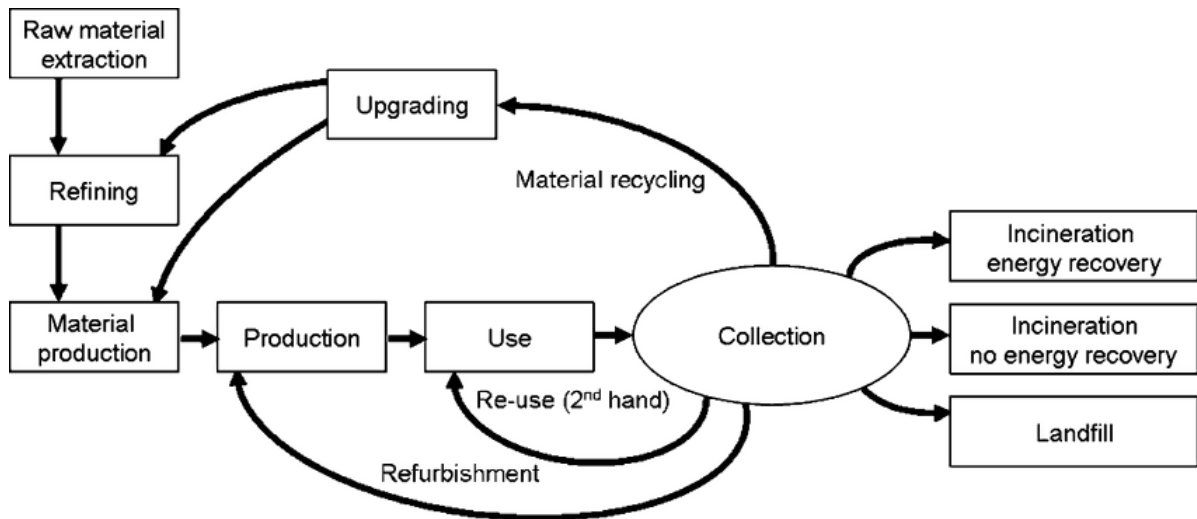 Raw material
extraction
Upgrading
Refining
Material recycling
Incineration
energy recovery
Material
production
Production
Use
Collection
Incineration
no energy recovery
Re-use (2nd hand)
Refurbishment
Landfill